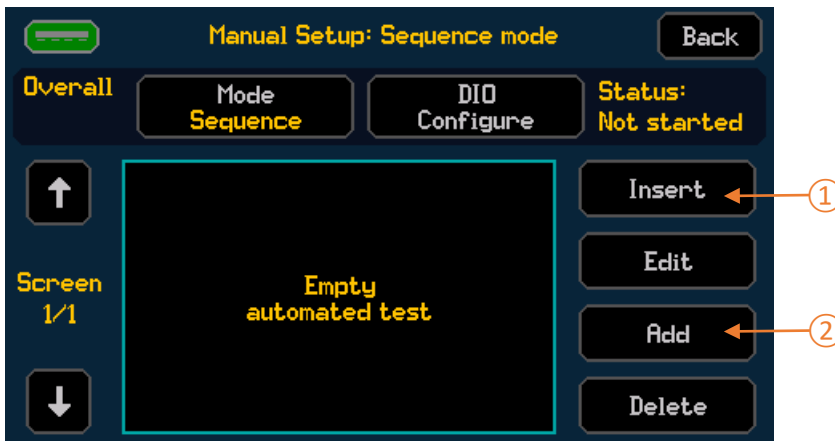 Manual Setup: Sequence mode
Back
Overall
Mode
Sequence
DIO
Configure
Status:
Not started
Insert
1
Edit
Screen
1/1
Empty
automated test
Add
2
Delete